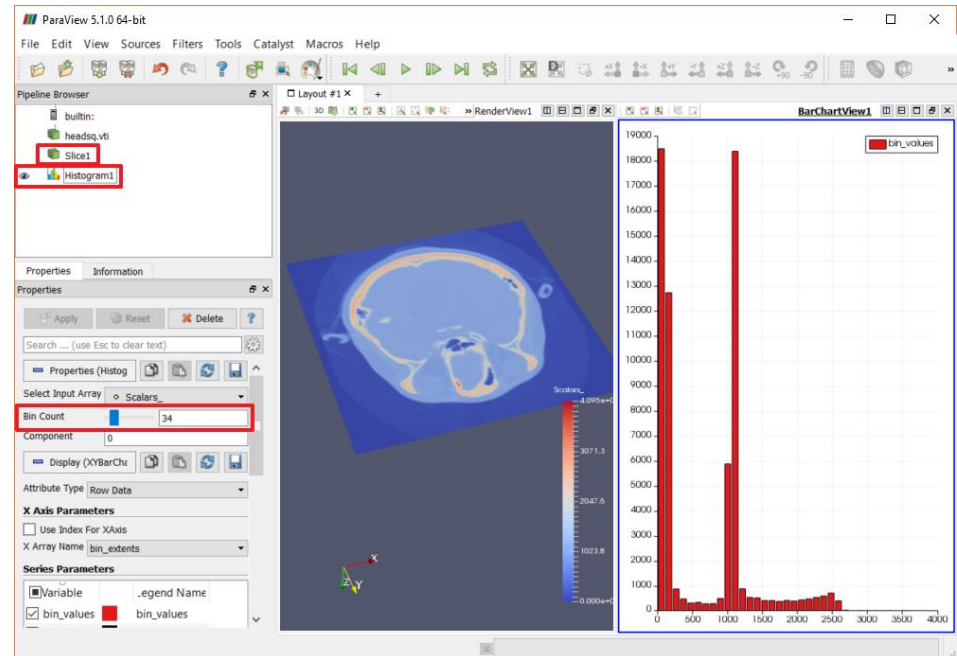 ParaView 5.1.0 64-bit
File Edit View Sources Filters Tools Catalyst Macros Help
Pipeline Browser
builtin:
headsq.vti
Slice1
Histogram1
Properties Information
Properties
Apply Reset Delete ?
Search ... (use Esc to clear text)
Properties (Histog
Select Input Array Scalars_
Bin Count 34
Component 0
Display (XYBarCha
Attribute Type Row Data
X Axis Parameters
Use Index For XAxis
X Array Name bin_extents
Series Parameters
Variable .egend Name
bin_values bin_values
Layout #1 × +
3D » RenderView1
Scalars_
4.095e+0
3071.3
2047.5
1023.8
0.000e+0
X
Z Y
BarChartView1
bin_values
19000
18000
17000
16000
15000
14000
13000
12000
11000
10000
9000
8000
7000
6000
5000
4000
3000
2000
1000
0
0 500 1000 1500 2000 2500 3000 3500 4000